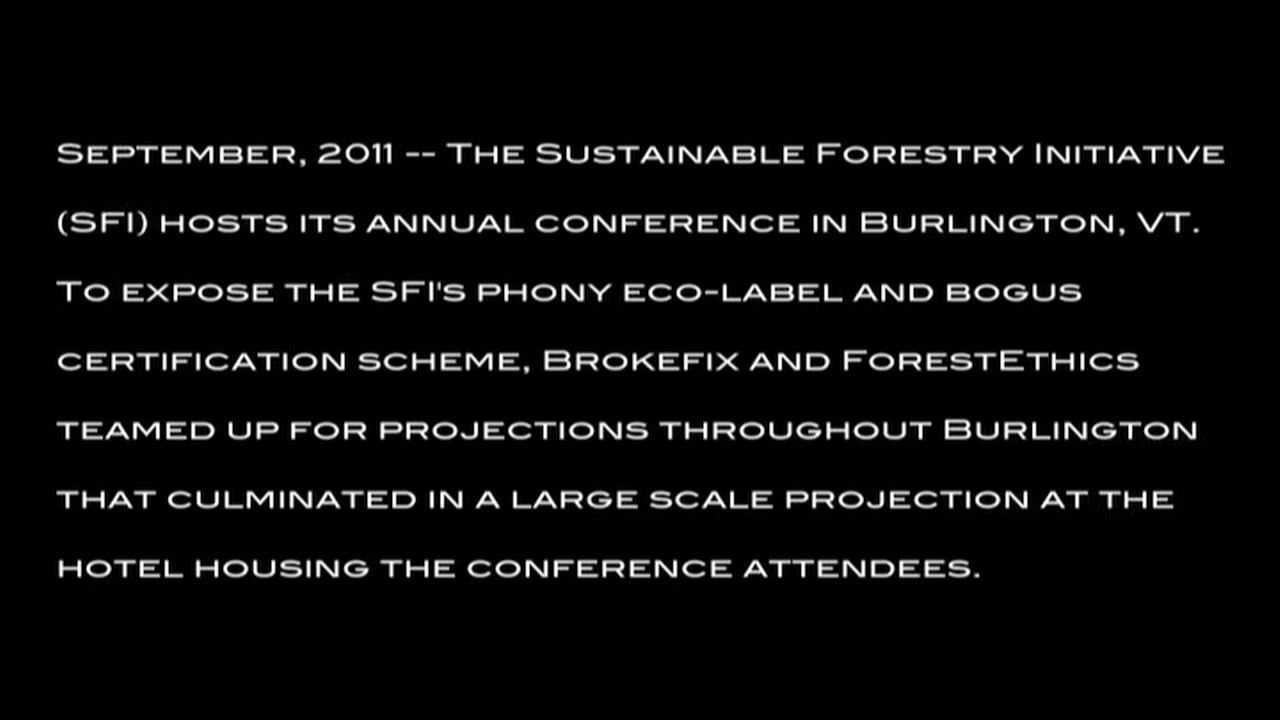 September, 2011 -- The Sustainable Forestry Initiative
(SFI) hosts its annual conference in Burlington, VT.
To expose the SFI's phony eco-label and bogus
certification scheme, Brokefix and ForestEthics
teamed up for projections throughout Burlington
that culminated in a large scale projection at the
hotel housing the conference attendees.